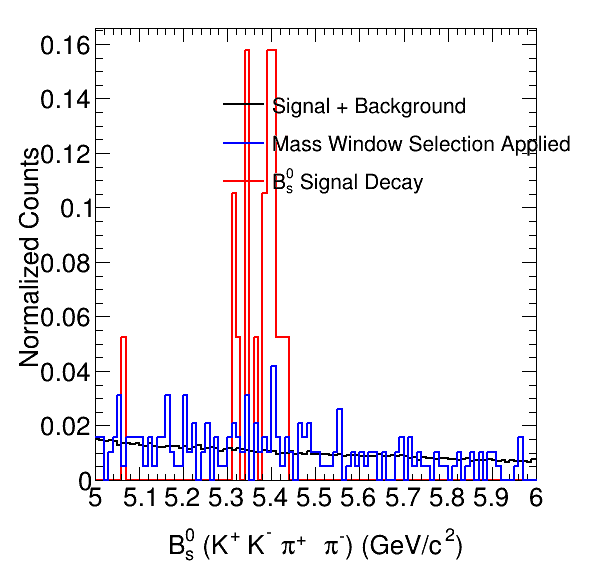 Normalized Counts
0.16
0.14
0.12
0.1
0.08
0.06
0.04
0.02
0
Signal + Background
Mass Window Selection Applied
B⁰ₛ Signal Decay
5 5.1 5.2 5.3 5.4 5.5 5.6 5.7 5.8 5.9 6
B⁰ₛ (K⁺ K⁻ π⁺ π⁻) (GeV/c²)